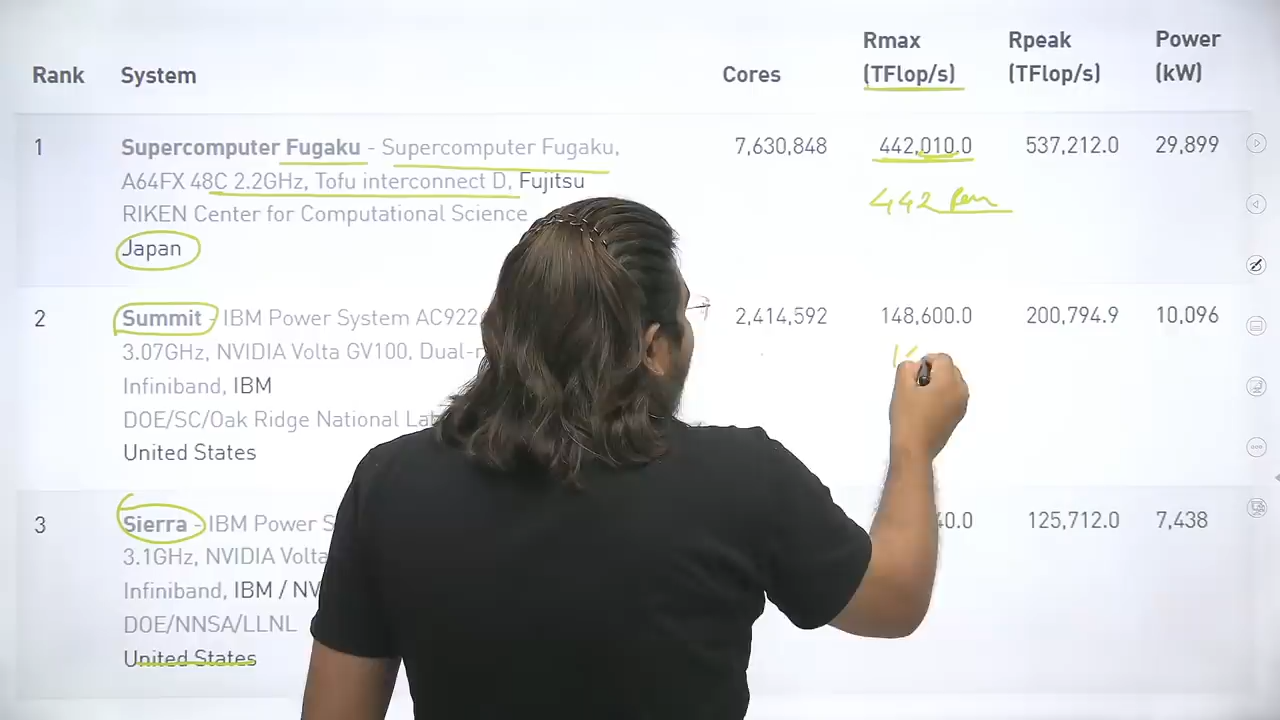 Rmax Rpeak Power
Rank System Cores (TFlop/s) (TFlop/s) (kW)
1 Supercomputer Fugaku - Supercomputer Fugaku, 7,630,848 442,010.0 537,212.0 29,899
A64FX 48C 2.2GHz, Tofu interconnect D, Fujitsu
RIKEN Center for Computational Science
442
Japan
2 Summit - IBM Power System AC922 2,414,592 148,600.0 200,794.9 10,096
3.07GHz, NVIDIA Volta GV100,
Infiniband, IBM
DOE/SC/Oak Ridge National
United States
3 Sierra - IBM Power 125,712.0 7,438
3.1GHz, NVIDIA Volta
Infiniband, IBM /
DOE/NNSA/LLNL
United States